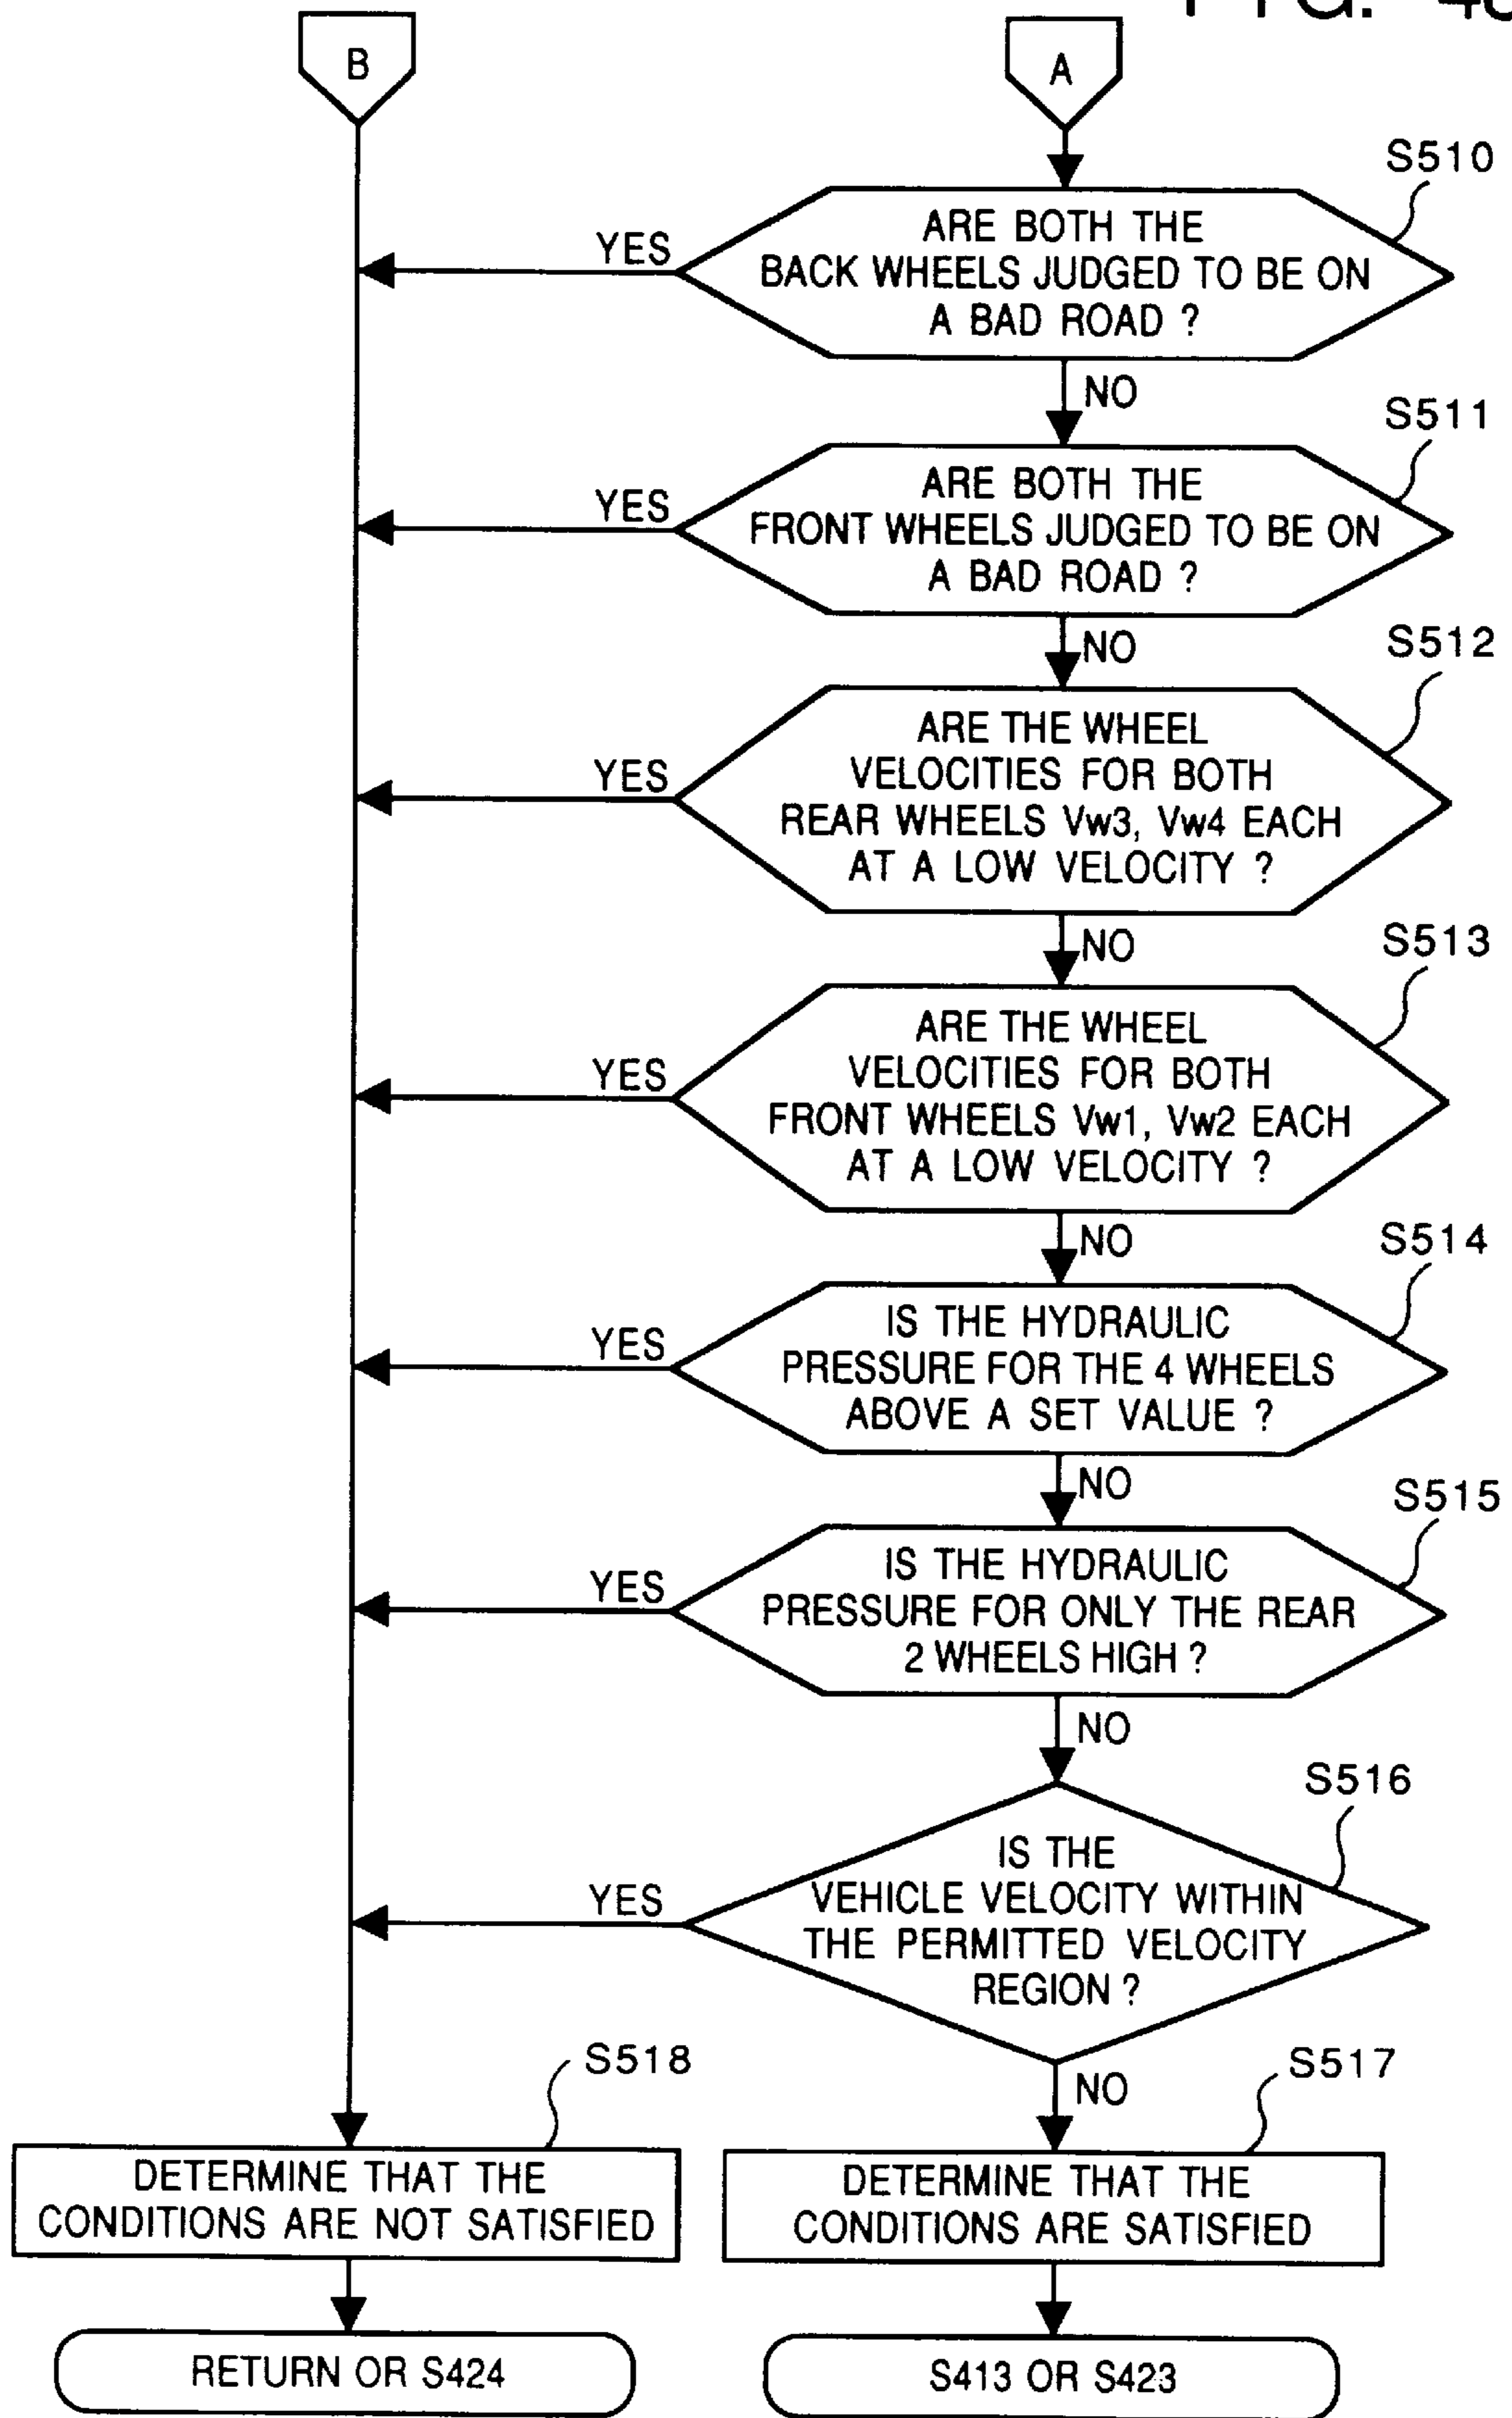 FIG. 4
B
A
S510
ARE BOTH THE
BACK WHEELS JUDGED TO BE ON
A BAD ROAD ?
YES
NO
S511
ARE BOTH THE
FRONT WHEELS JUDGED TO BE ON
A BAD ROAD ?
YES
NO
S512
ARE THE WHEEL
VELOCITIES FOR BOTH
REAR WHEELS Vw3, Vw4 EACH
AT A LOW VELOCITY ?
YES
NO
S513
ARE THE WHEEL
VELOCITIES FOR BOTH
FRONT WHEELS Vw1, Vw2 EACH
AT A LOW VELOCITY ?
YES
NO
S514
IS THE HYDRAULIC
PRESSURE FOR THE 4 WHEELS
ABOVE A SET VALUE ?
YES
NO
S515
IS THE HYDRAULIC
PRESSURE FOR ONLY THE REAR
2 WHEELS HIGH ?
YES
NO
S516
IS THE
VEHICLE VELOCITY WITHIN
THE PERMITTED VELOCITY
REGION ?
YES
NO
S518
DETERMINE THAT THE
CONDITIONS ARE NOT SATISFIED
S517
DETERMINE THAT THE
CONDITIONS ARE SATISFIED
RETURN OR S424
S413 OR S423